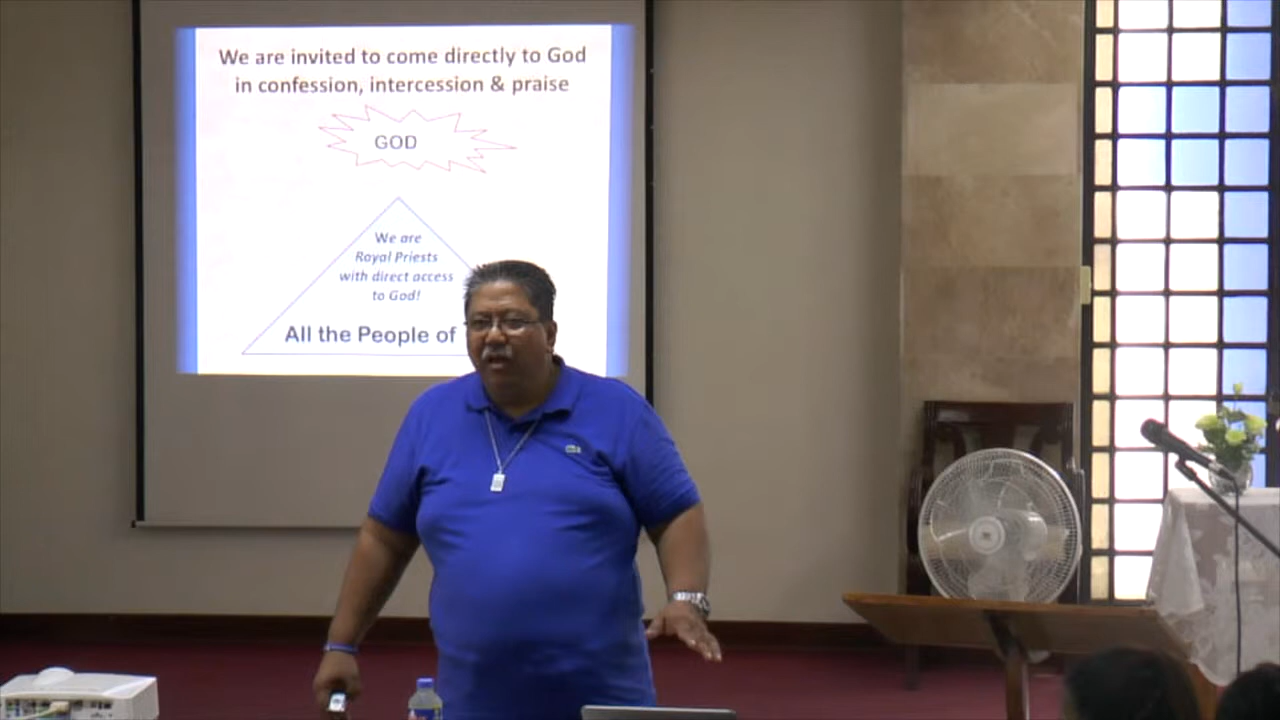 We are invited to come directly to God
in confession, intercession & praise
GOD
We are
Royal Priests
with direct access
to God!
All the People of